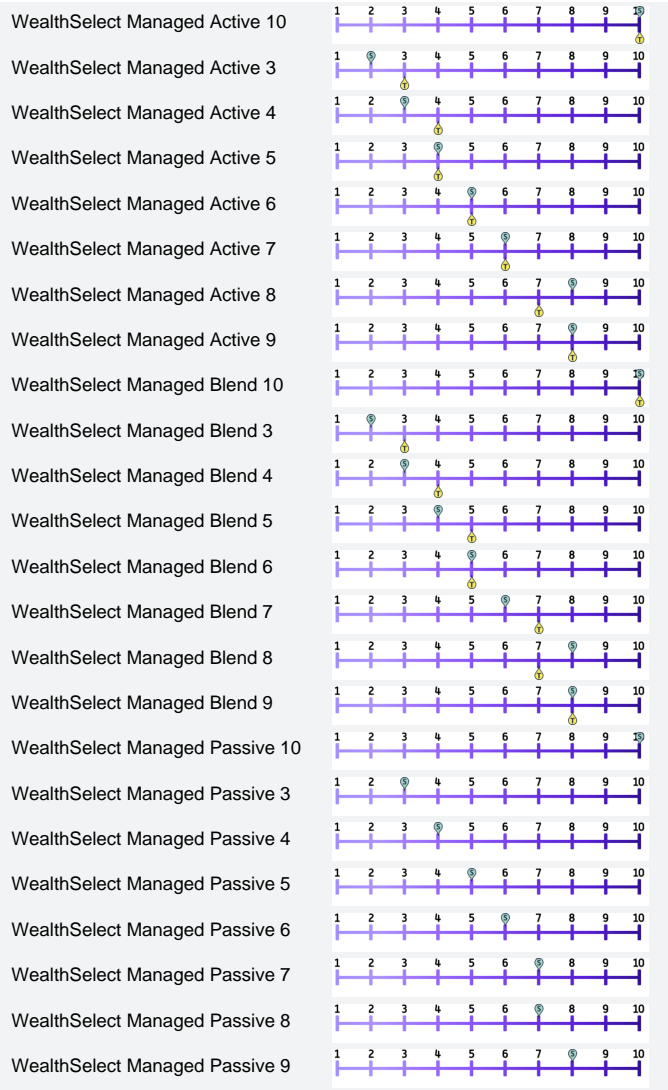 WealthSelect Managed Active 10 1 2 3 4 5 6 7 8 9 10 S
T
WealthSelect Managed Active 3 1 S 2 3 4 5 6 7 8 9 10
T
WealthSelect Managed Active 4 1 2 3 S 4 5 6 7 8 9 10
T
WealthSelect Managed Active 5 1 2 3 4 S 5 6 7 8 9 10
T
WealthSelect Managed Active 6 1 2 3 4 5 S 6 7 8 9 10
T
WealthSelect Managed Active 7 1 2 3 4 5 6 S 7 8 9 10
T
WealthSelect Managed Active 8 1 2 3 4 5 6 7 8 S 9 10
T
WealthSelect Managed Active 9 1 2 3 4 5 6 7 8 S 9 10
T
WealthSelect Managed Blend 10 1 2 3 4 5 6 7 8 9 10 S
T
WealthSelect Managed Blend 3 1 2 S 3 4 5 6 7 8 9 10
T
WealthSelect Managed Blend 4 1 2 3 S 4 5 6 7 8 9 10
T
WealthSelect Managed Blend 5 1 2 3 4 S 5 6 7 8 9 10
T
WealthSelect Managed Blend 6 1 2 3 4 5 S 6 7 8 9 10
T
WealthSelect Managed Blend 7 1 2 3 4 5 6 S 7 8 9 10
T
WealthSelect Managed Blend 8 1 2 3 4 5 6 7 8 S 9 10
T
WealthSelect Managed Blend 9 1 2 3 4 5 6 7 8 S 9 10
T
WealthSelect Managed Passive 10 1 2 3 4 5 6 7 8 9 10 S
WealthSelect Managed Passive 3 1 2 3 S 4 5 6 7 8 9 10
WealthSelect Managed Passive 4 1 2 3 4 S 5 6 7 8 9 10
WealthSelect Managed Passive 5 1 2 3 4 5 S 6 7 8 9 10
WealthSelect Managed Passive 6 1 2 3 4 5 6 S 7 8 9 10
WealthSelect Managed Passive 7 1 2 3 4 5 6 7 S 8 9 10
WealthSelect Managed Passive 8 1 2 3 4 5 6 7 S 8 9 10
WealthSelect Managed Passive 9 1 2 3 4 5 6 7 8 S 9 10